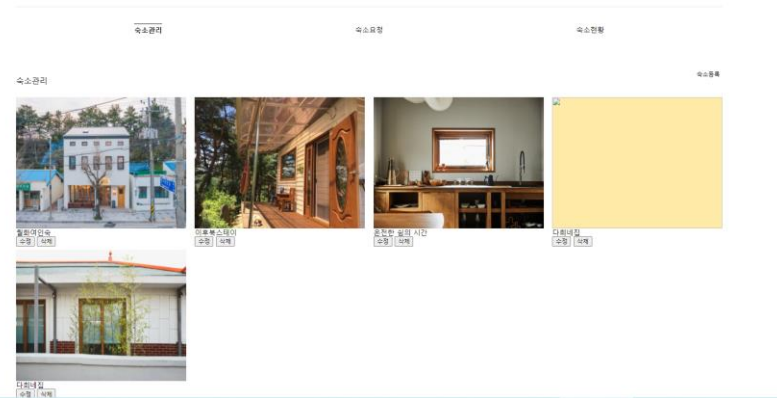 숙소관리
숙소요청
숙소현황
숙소관리
숙소등록
월화여인숙
이후북스테이
온전한 쉼의 시간
다희네집
수정 삭제
수정 삭제
수정 삭제
수정 삭제
다희네집
수정 삭제